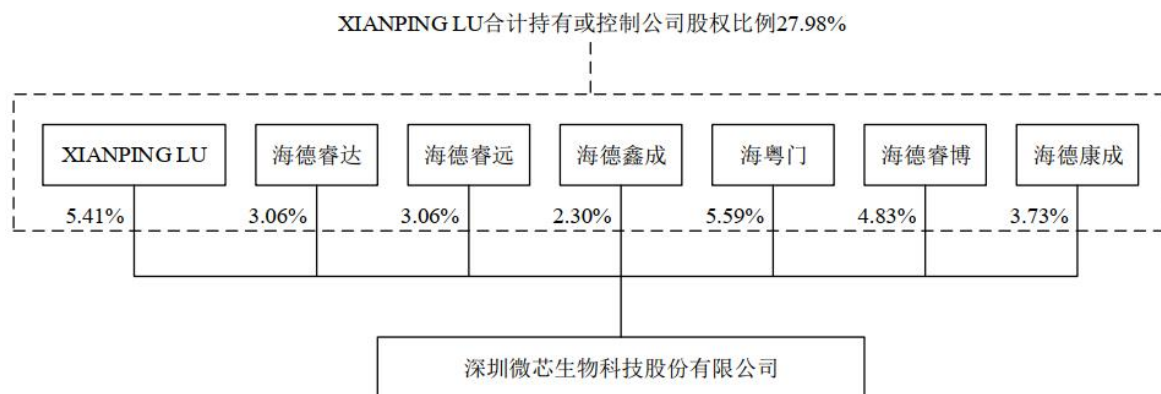 XIANPING LU合计持有或控制公司股权比例27.98%
XIANPING LU
海德睿达
海德睿远
海德鑫成
海粤门
海德睿博
海德康成
5.41%
3.06%
3.06%
2.30%
5.59%
4.83%
3.73%
深圳微芯生物科技股份有限公司